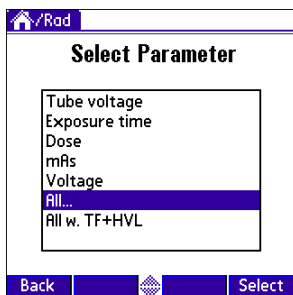 /Rad
Select Parameter
Tube voltage
Exposure time
Dose
mAs
Voltage
All...
All w. TF+HVL
Back
Select